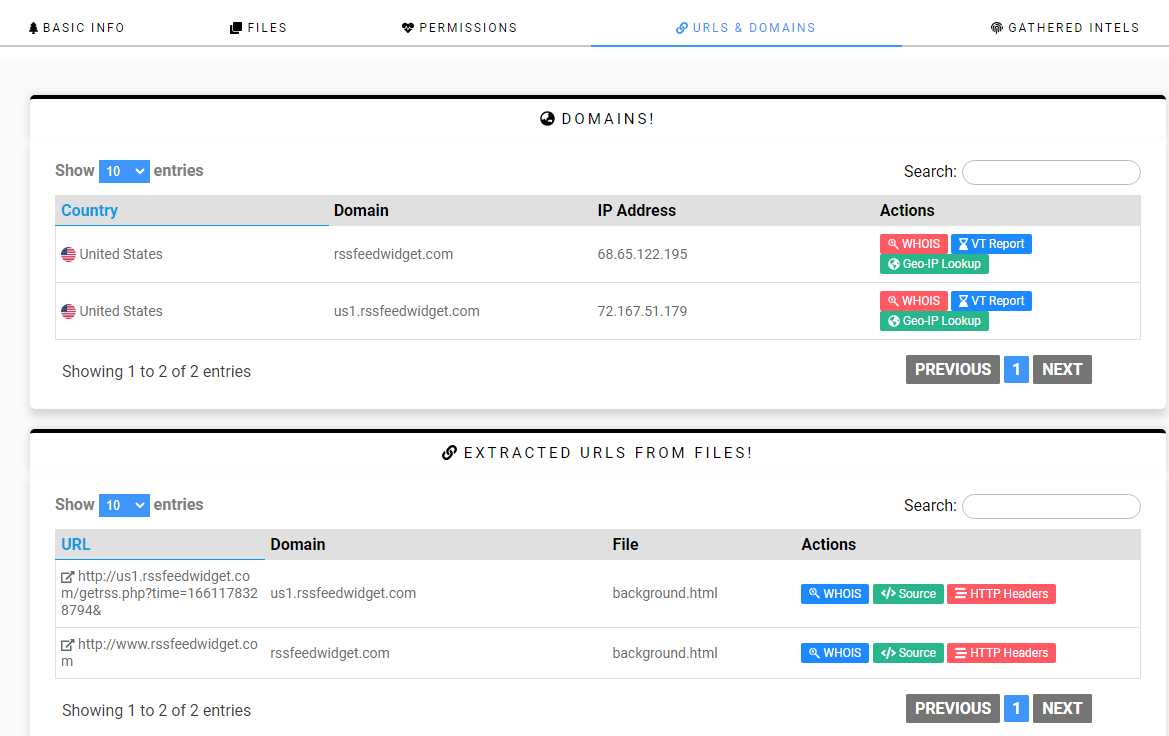 BASIC INFO FILES PERMISSIONS URLS & DOMAINS GATHERED INTELS
DOMAINS!
Show 10 entries Search:
Country Domain IP Address Actions
United States rssfeedwidget.com 68.65.122.195 WHOIS VT Report
Geo-IP Lookup
United States us1.rssfeedwidget.com 72.167.51.179 WHOIS VT Report
Geo-IP Lookup
Showing 1 to 2 of 2 entries PREVIOUS 1 NEXT
EXTRACTED URLS FROM FILES!
Show 10 entries Search:
URL Domain File Actions
http://us1.rssfeedwidget.co
m/getrss.php?time=166117832 us1.rssfeedwidget.com background.html WHOIS Source HTTP Headers
8794&
http://www.rssfeedwidget.co
m rssfeedwidget.com background.html WHOIS Source HTTP Headers
Showing 1 to 2 of 2 entries PREVIOUS 1 NEXT